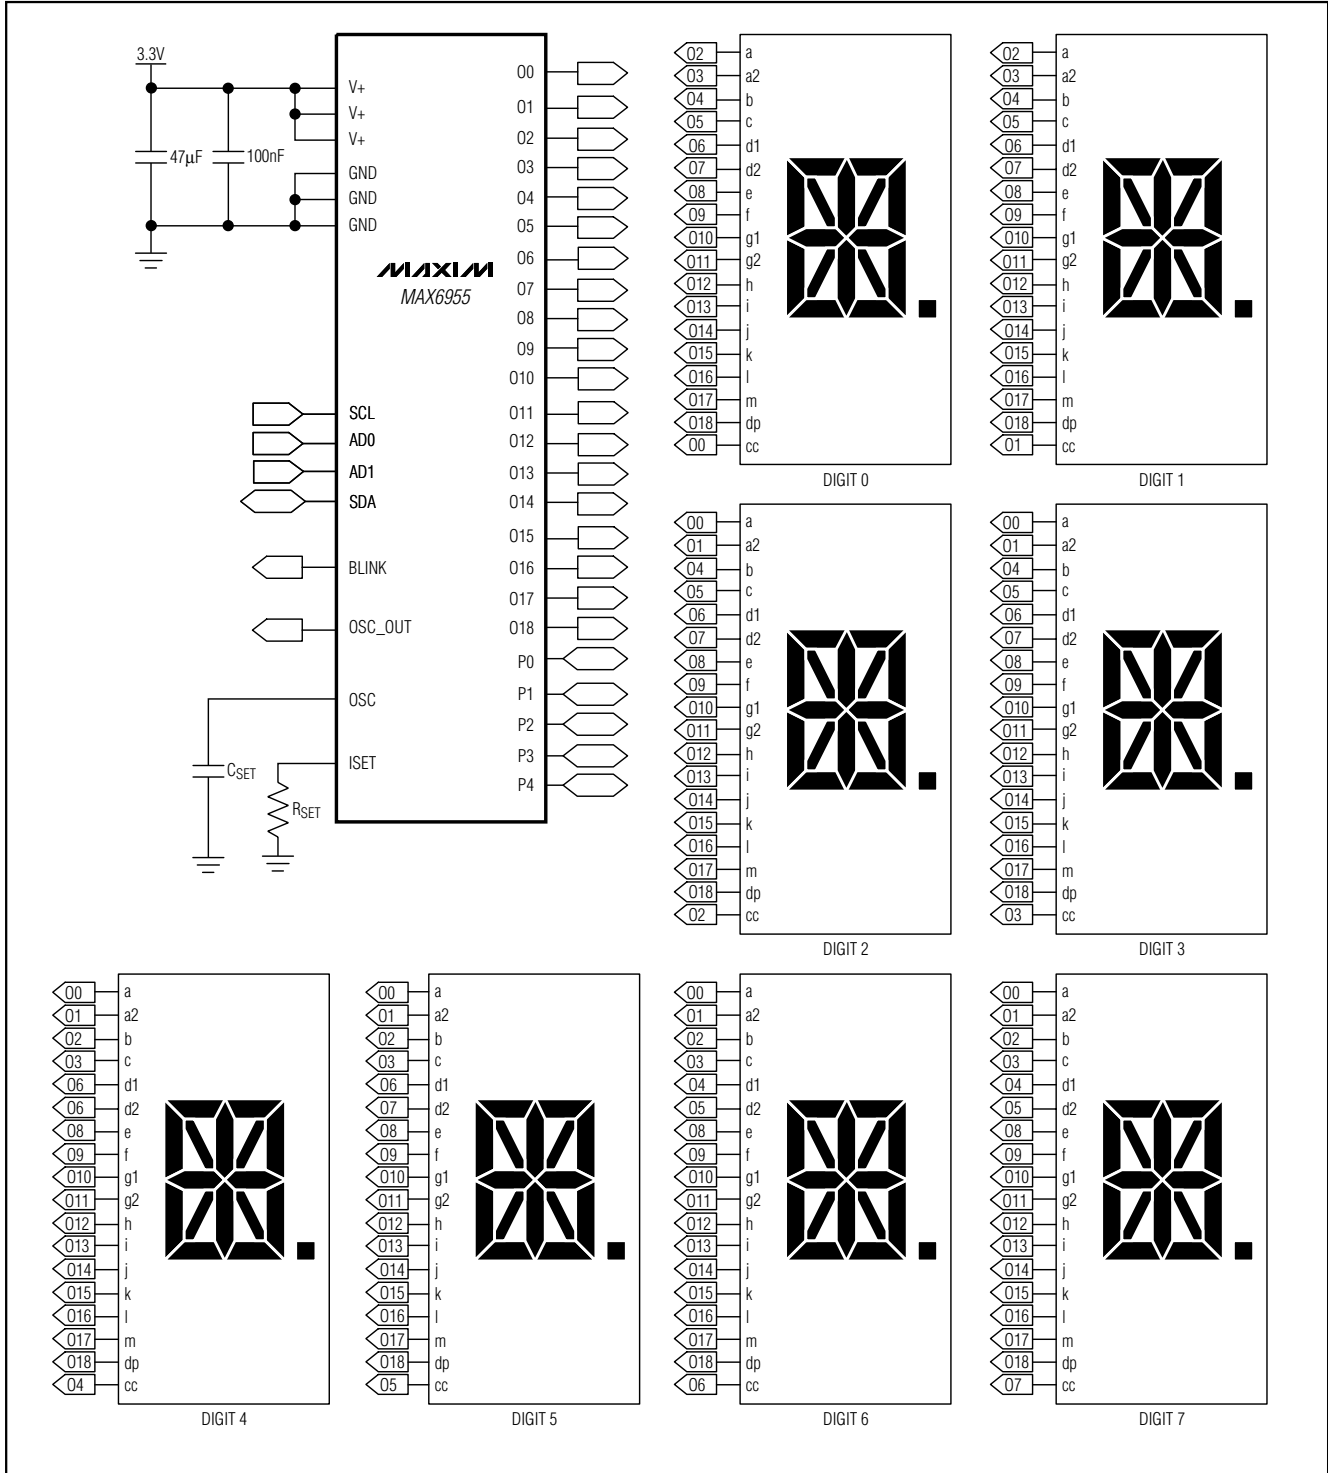 3.3V
47µF
100nF
V+
V+
V+
GND
GND
GND
MAXIM
MAX6955
SCL
AD0
AD1
SDA
BLINK
OSC_OUT
OSC
ISET
CSET
RSET
O0
O1
O2
O3
O4
O5
O6
O7
O8
O9
O10
O11
O12
O13
O14
O15
O16
O17
O18
P0
P1
P2
P3
P4
O2 a
O3 a2
O4 b
O5 c
O6 d1
O7 d2
O8 e
O9 f
O10 g1
O11 g2
O12 h
O13 i
O14 j
O15 k
O16 l
O17 m
O18 dp
O0 cc
DIGIT 0
O2 a
O3 a2
O4 b
O5 c
O6 d1
O7 d2
O8 e
O9 f
O10 g1
O11 g2
O12 h
O13 i
O14 j
O15 k
O16 l
O17 m
O18 dp
O1 cc
DIGIT 1
O0 a
O1 a2
O4 b
O5 c
O6 d1
O7 d2
O8 e
O9 f
O10 g1
O11 g2
O12 h
O13 i
O14 j
O15 k
O16 l
O17 m
O18 dp
O2 cc
DIGIT 2
O0 a
O1 a2
O4 b
O5 c
O6 d1
O7 d2
O8 e
O9 f
O10 g1
O11 g2
O12 h
O13 i
O14 j
O15 k
O16 l
O17 m
O18 dp
O3 cc
DIGIT 3
O0 a
O1 a2
O2 b
O3 c
O6 d1
O6 d2
O8 e
O9 f
O10 g1
O11 g2
O12 h
O13 i
O14 j
O15 k
O16 l
O17 m
O18 dp
O4 cc
DIGIT 4
O0 a
O1 a2
O2 b
O3 c
O6 d1
O7 d2
O8 e
O9 f
O10 g1
O11 g2
O12 h
O13 i
O14 j
O15 k
O16 l
O17 m
O18 dp
O5 cc
DIGIT 5
O0 a
O1 a2
O2 b
O3 c
O4 d1
O5 d2
O8 e
O9 f
O10 g1
O11 g2
O12 h
O13 i
O14 j
O15 k
O16 l
O17 m
O18 dp
O6 cc
DIGIT 6
O0 a
O1 a2
O2 b
O3 c
O4 d1
O5 d2
O8 e
O9 f
O10 g1
O11 g2
O12 h
O13 i
O14 j
O15 k
O16 l
O17 m
O18 dp
O7 cc
DIGIT 7